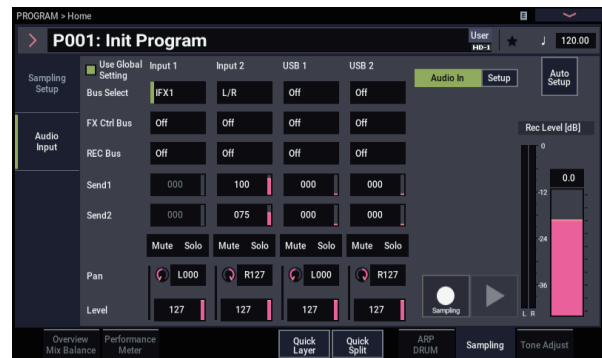 PROGRAM > Home
P001: Init Program
User
HD-1
♩ 120.00
Sampling Setup
Audio Input
Use Global Setting
Input 1 Input 2 USB 1 USB 2
Bus Select IFX1 L/R Off Off
FX Ctrl Bus Off Off Off Off
REC Bus Off Off Off Off
Send1 000 100 000 000
Send2 000 075 000 000
Mute Solo Mute Solo Mute Solo Mute Solo
Pan L000 R127 L000 R127
Level 127 127 127 127
Audio In Setup
Auto Setup
Rec Level [dB]
0
0.0
-12
-24
-36
L R
Sampling
Overview Mix Balance
Performance Meter
Quick Layer
Quick Split
ARP DRUM
Sampling
Tone Adjust